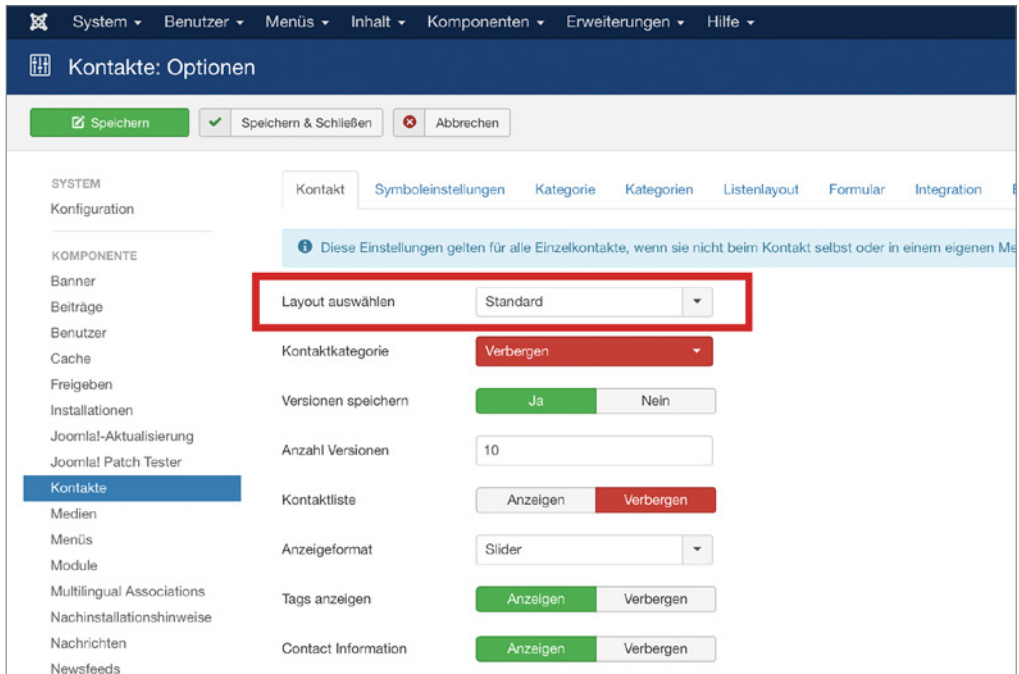 System Benutzer Menüs Inhalt Komponenten Erweiterungen Hilfe
Kontakte: Optionen
Speichern Speichern & Schließen Abbrechen
SYSTEM
Konfiguration
KOMPONENTE
Banner
Beiträge
Benutzer
Cache
Freigeben
Installationen
Joomla!-Aktualisierung
Joomla! Patch Tester
Kontakte
Medien
Menüs
Module
Multilingual Associations
Nachinstallationshinweise
Nachrichten
Newsfeeds
Kontakt Symboleinstellungen Kategorie Kategorien Listenlayout Formular Integration
Diese Einstellungen gelten für alle Einzelkontakte, wenn sie nicht beim Kontakt selbst oder in einem eigenen Me
Layout auswählen Standard
Kontaktkategorie Verbergen
Versionen speichern Ja Nein
Anzahl Versionen 10
Kontaktliste Anzeigen Verbergen
Anzeigeformat Slider
Tags anzeigen Anzeigen Verbergen
Contact Information Anzeigen Verbergen